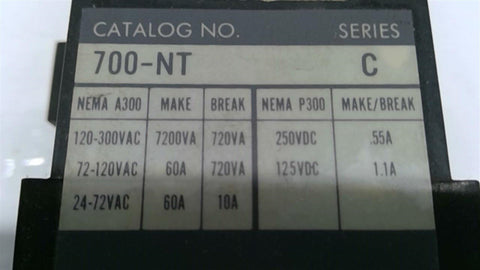 CATALOG NO. SERIES
700-NT C
NEMA A300 MAKE BREAK NEMA P300 MAKE/BREAK
120-300VAC 7200VA 720VA 250VDC .55A
72-120VAC 60A 720VA 125VDC 1.1A
24-72VAC 60A 10A